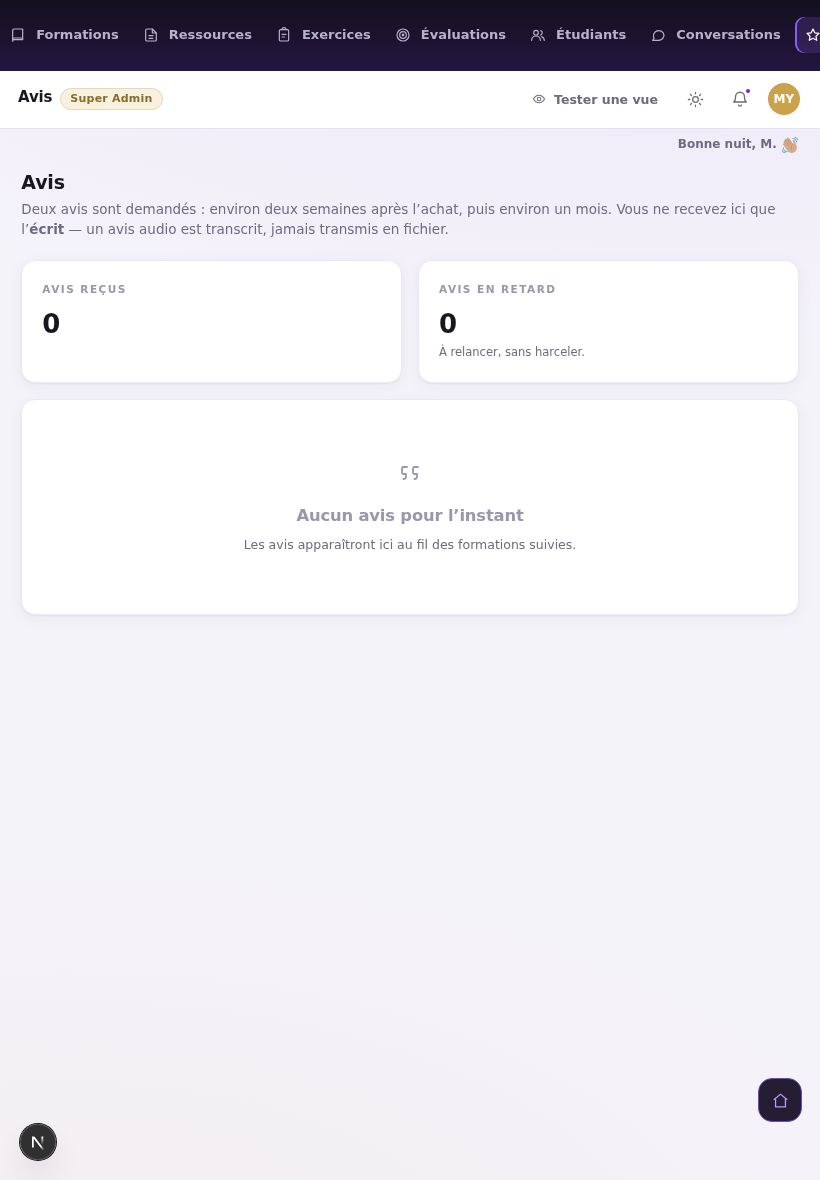 Formations
Ressources
Exercices
Évaluations
Étudiants
Conversations
Avis
Super Admin
Tester une vue
MY
Bonne nuit, M.
Avis
Deux avis sont demandés : environ deux semaines après l’achat, puis environ un mois. Vous ne recevez ici que
l’écrit — un avis audio est transcrit, jamais transmis en fichier.
AVIS REÇUS
0
AVIS EN RETARD
0
À relancer, sans harceler.
Aucun avis pour l’instant
Les avis apparaîtront ici au fil des formations suivies.
N